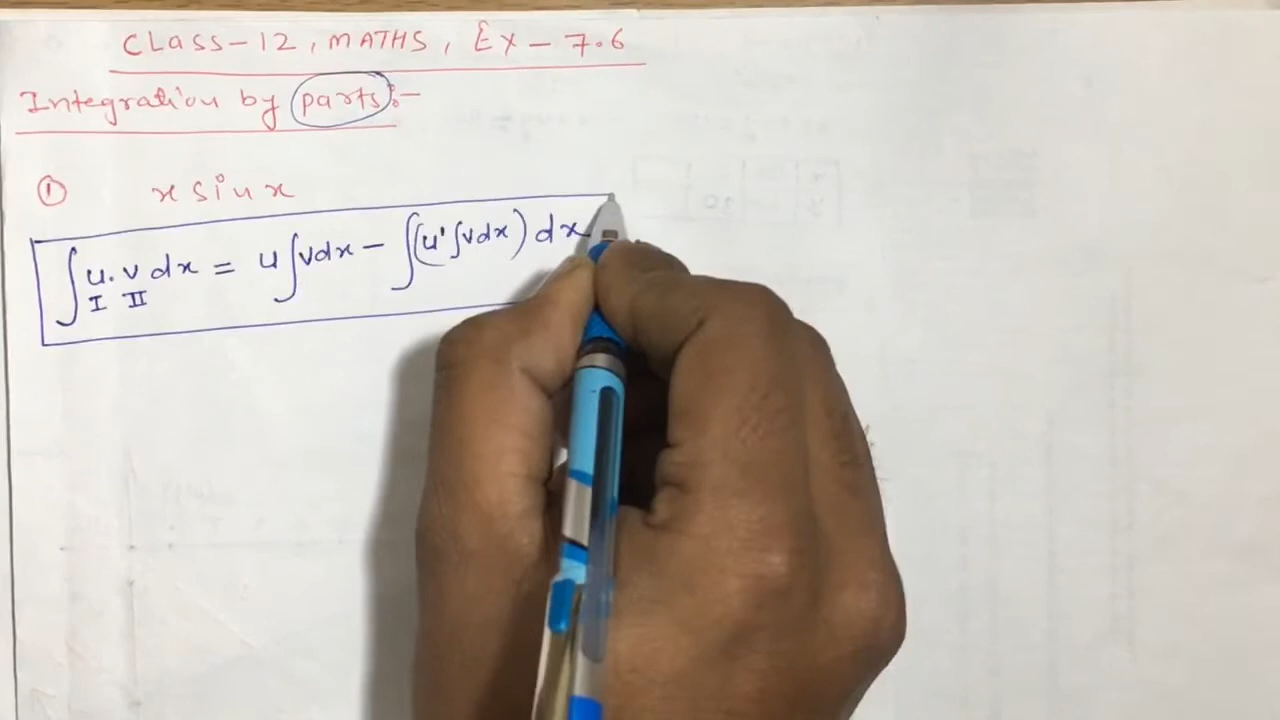 CLASS-12, MATHS, EX - 7.6
Integration by parts:-
① x sin x
∫ u. v dx = u ∫ v dx - ∫ (u' ∫ v dx) dx
I II